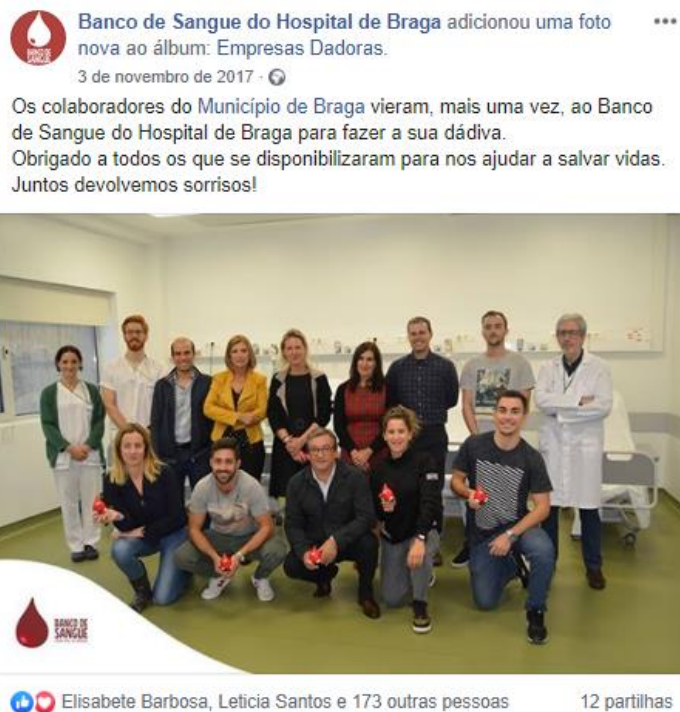 Banco de Sangue do Hospital de Braga adicionou uma foto
nova ao álbum: Empresas Dadoras.
3 de novembro de 2017 ·
Os colaboradores do Município de Braga vieram, mais uma vez, ao Banco
de Sangue do Hospital de Braga para fazer a sua dádiva.
Obrigado a todos os que se disponibilizaram para nos ajudar a salvar vidas.
Juntos devolvemos sorrisos!
BANCO DE
SANGUE
Elisabete Barbosa, Leticia Santos e 173 outras pessoas
12 partilhas